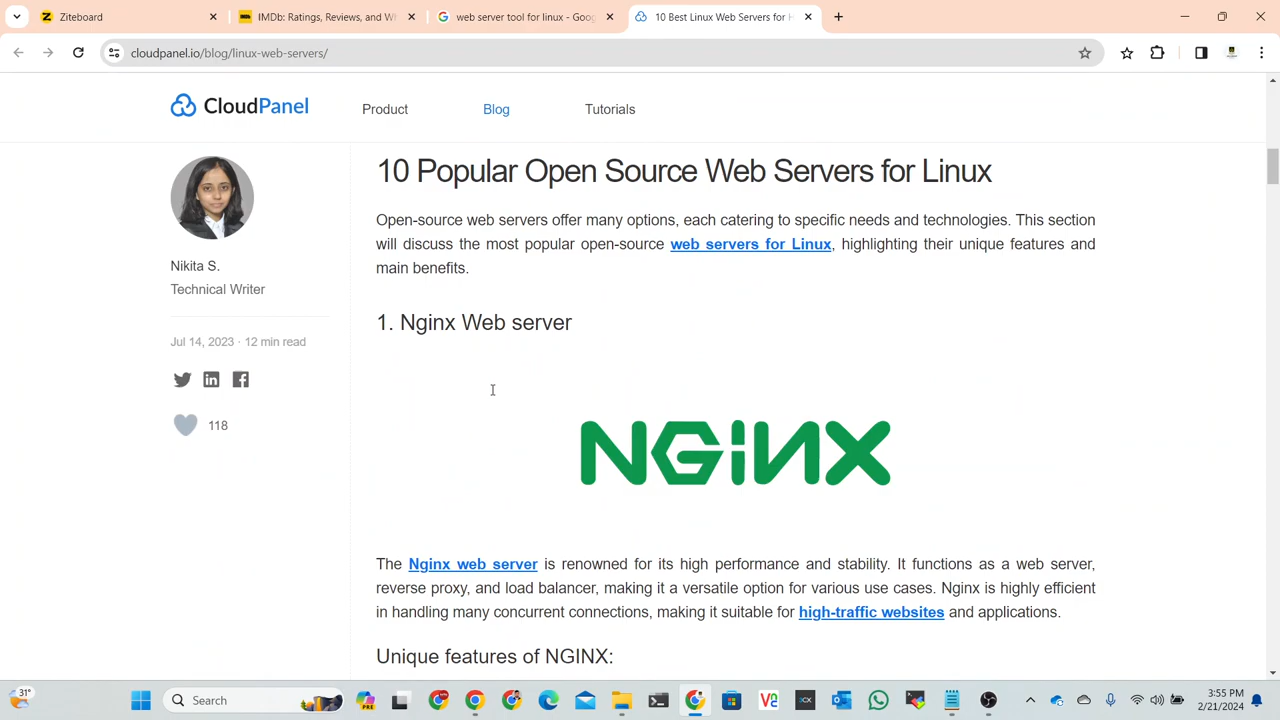 Ziteboard
IMDb: Ratings, Reviews, and Wh
web server tool for linux - Goog
10 Best Linux Web Servers for H
cloudpanel.io/blog/linux-web-servers/
CloudPanel
Product
Blog
Tutorials
Nikita S.
Technical Writer
Jul 14, 2023 · 12 min read
118
10 Popular Open Source Web Servers for Linux
Open-source web servers offer many options, each catering to specific needs and technologies. This section
will discuss the most popular open-source web servers for Linux, highlighting their unique features and
main benefits.
1. Nginx Web server
NGINX
The Nginx web server is renowned for its high performance and stability. It functions as a web server,
reverse proxy, and load balancer, making it a versatile option for various use cases. Nginx is highly efficient
in handling many concurrent connections, making it suitable for high-traffic websites and applications.
Unique features of NGINX:
31°
Search
PRE
3:55 PM
2/21/2024